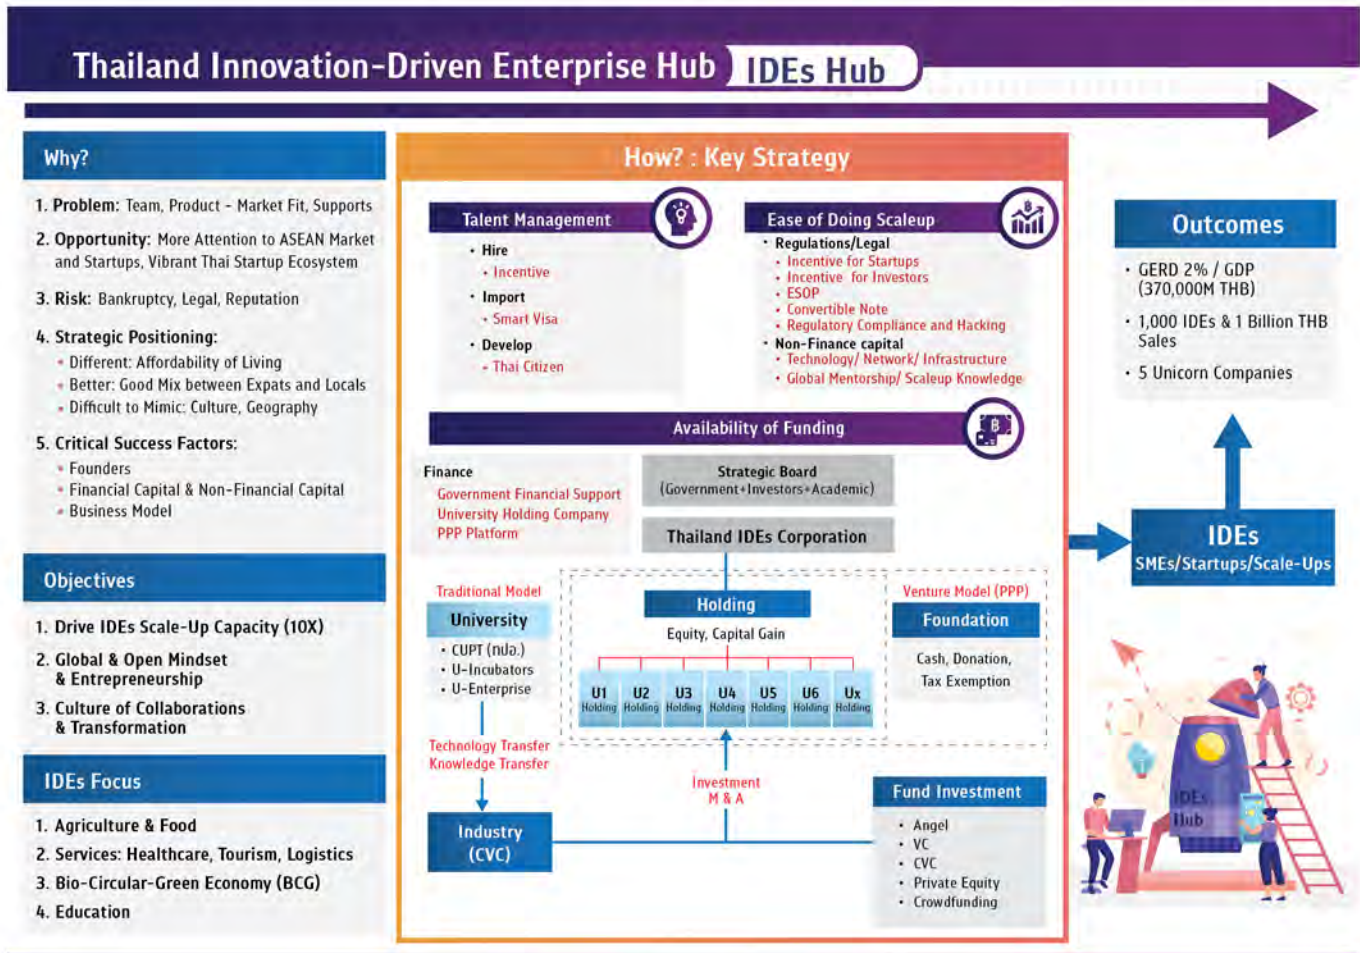 Thailand Innovation-Driven Enterprise Hub
IDEs Hub
Why?
1. Problem: Team, Product - Market Fit, Supports
2. Opportunity: More Attention to ASEAN Market
and Startups, Vibrant Thai Startup Ecosystem
3. Risk: Bankruptcy, Legal, Reputation
4. Strategic Positioning:
• Different: Affordability of Living
• Better: Good Mix between Expats and Locals
• Difficult to Mimic: Culture, Geography
5. Critical Success Factors:
• Founders
• Financial Capital & Non-Financial Capital
• Business Model
Objectives
1. Drive IDEs Scale-Up Capacity (10X)
2. Global & Open Mindset
& Entrepreneurship
3. Culture of Collaborations
& Transformation
IDEs Focus
1. Agriculture & Food
2. Services: Healthcare, Tourism, Logistics
3. Bio-Circular-Green Economy (BCG)
4. Education
How? : Key Strategy
Talent Management
• Hire
• Incentive
• Import
• Smart Visa
• Develop
- Thai Citizen
Ease of Doing Scaleup
• Regulations/Legal
• Incentive for Startups
• Incentive for Investors
• ESOP
• Convertible Note
• Regulatory Compliance and Hacking
• Non-Finance capital
• Technology/ Network/ Infrastructure
• Global Mentorship/ Scaleup Knowledge
Availability of Funding
Finance
Government Financial Support
University Holding Company
PPP Platform
Strategic Board
(Government+Investors+Academic)
Thailand IDEs Corporation
Traditional Model
University
• CUPT (ทปอ.)
• U-Incubators
• U-Enterprise
Technology Transfer
Knowledge Transfer
Industry
(CVC)
Holding
Equity, Capital Gain
U1 U2 U3 U4 U5 U6 Ux
Holding Holding Holding Holding Holding Holding Holding
Investment
M & A
Venture Model (PPP)
Foundation
Cash, Donation,
Tax Exemption
Fund Investment
• Angel
• VC
• CVC
• Private Equity
• Crowdfunding
Outcomes
• GERD 2% / GDP
(370,000M THB)
• 1,000 IDEs & 1 Billion THB
Sales
• 5 Unicorn Companies
IDEs
SMEs/Startups/Scale-Ups
IDEs
Hub